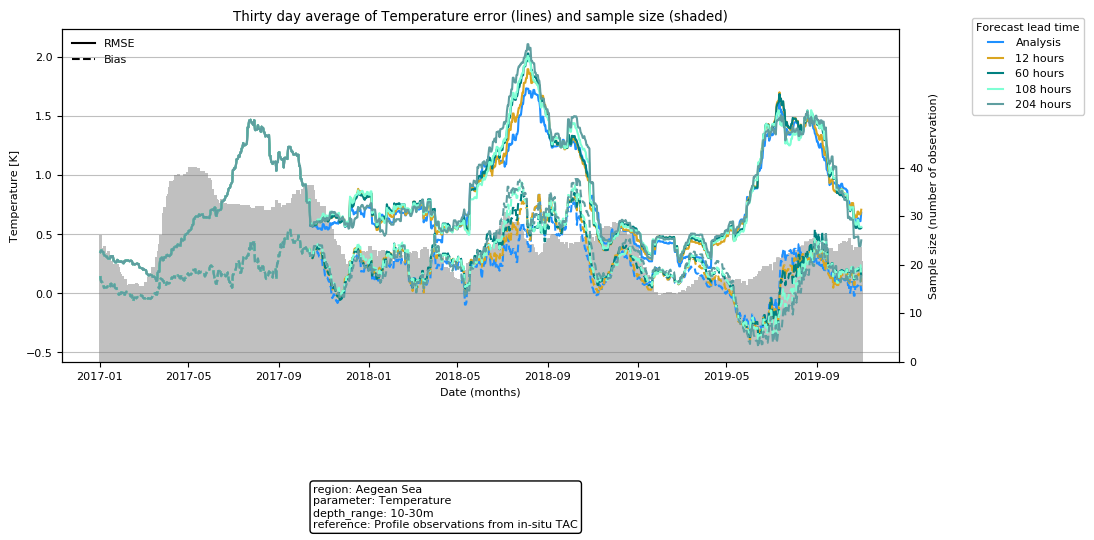 Thirty day average of Temperature error (lines) and sample size (shaded)
RMSE
Bias
Forecast lead time
Analysis
12 hours
60 hours
108 hours
204 hours
Temperature [K]
2.0
1.5
1.0
0.5
0.0
−0.5
Sample size (number of observation)
40
30
20
10
0
2017-01 2017-05 2017-09 2018-01 2018-05 2018-09 2019-01 2019-05 2019-09
Date (months)
region: Aegean Sea
parameter: Temperature
depth_range: 10-30m
reference: Profile observations from in-situ TAC